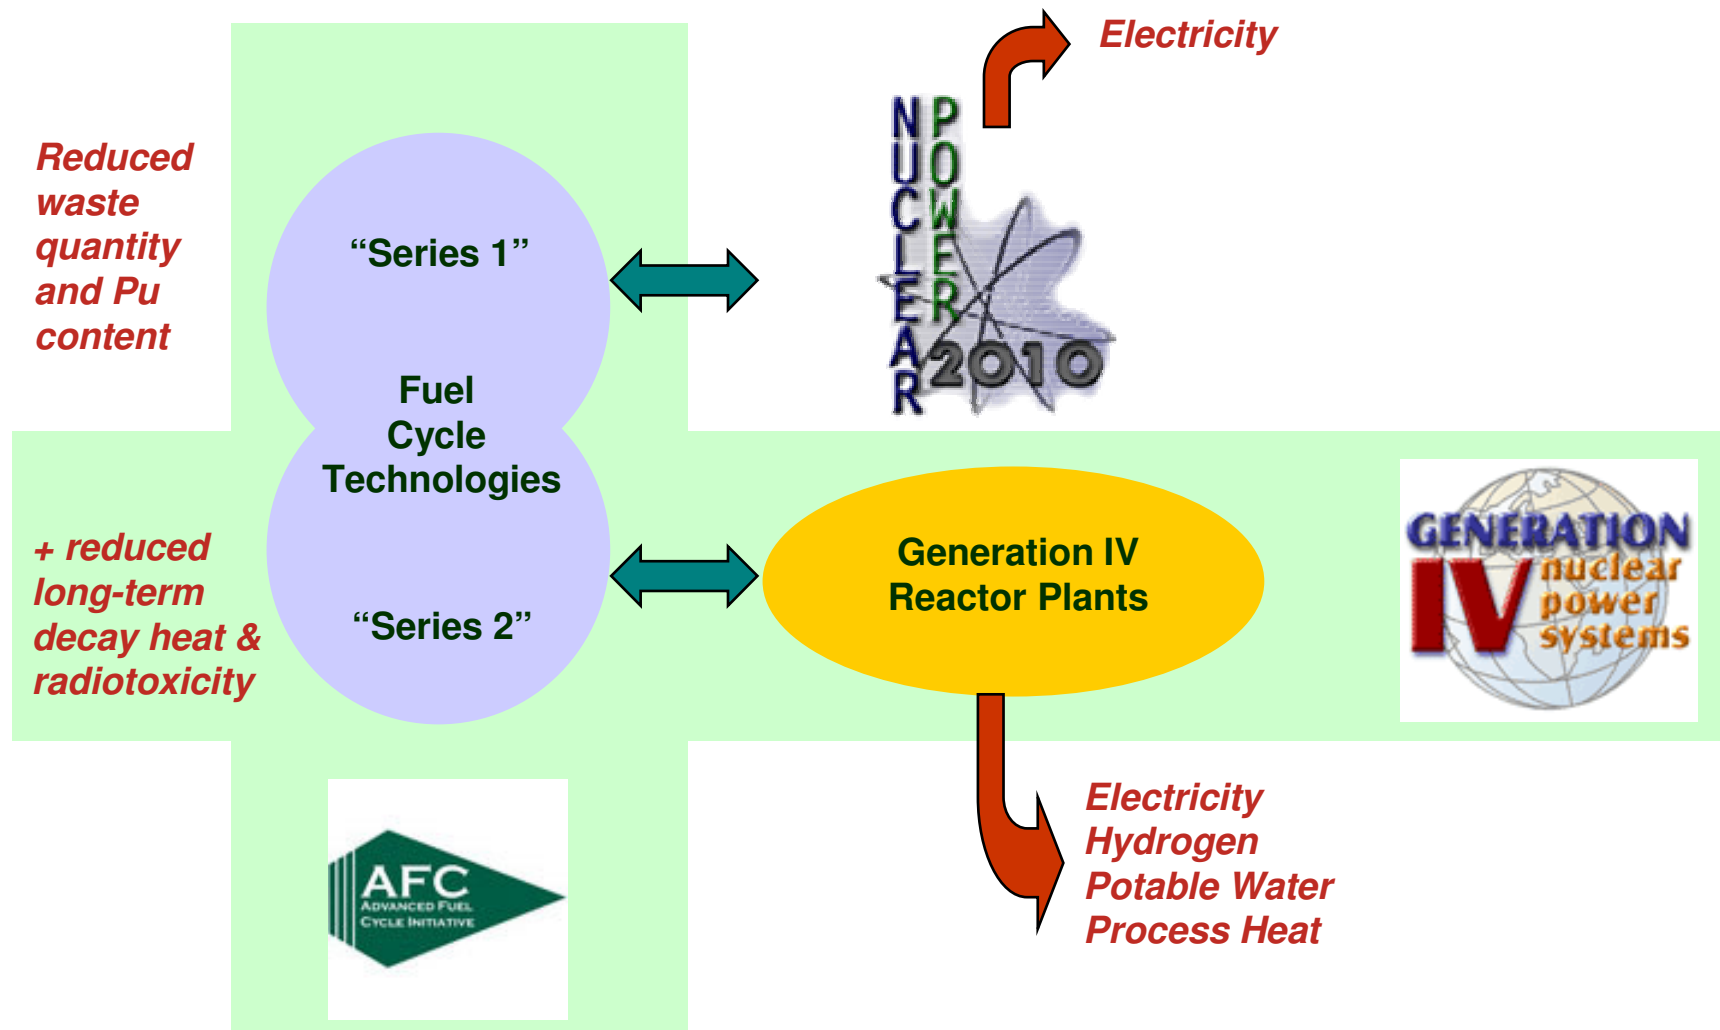 Electricity
NUCLEAR
POWER
2010
Reduced
waste
quantity
and Pu
content
“Series 1”
Fuel
Cycle
Technologies
“Series 2”
+ reduced
long-term
decay heat &
radiotoxicity
Generation IV
Reactor Plants
GENERATION
IV nuclear
power
systems
AFC
ADVANCED FUEL
CYCLE INITIATIVE
Electricity
Hydrogen
Potable Water
Process Heat